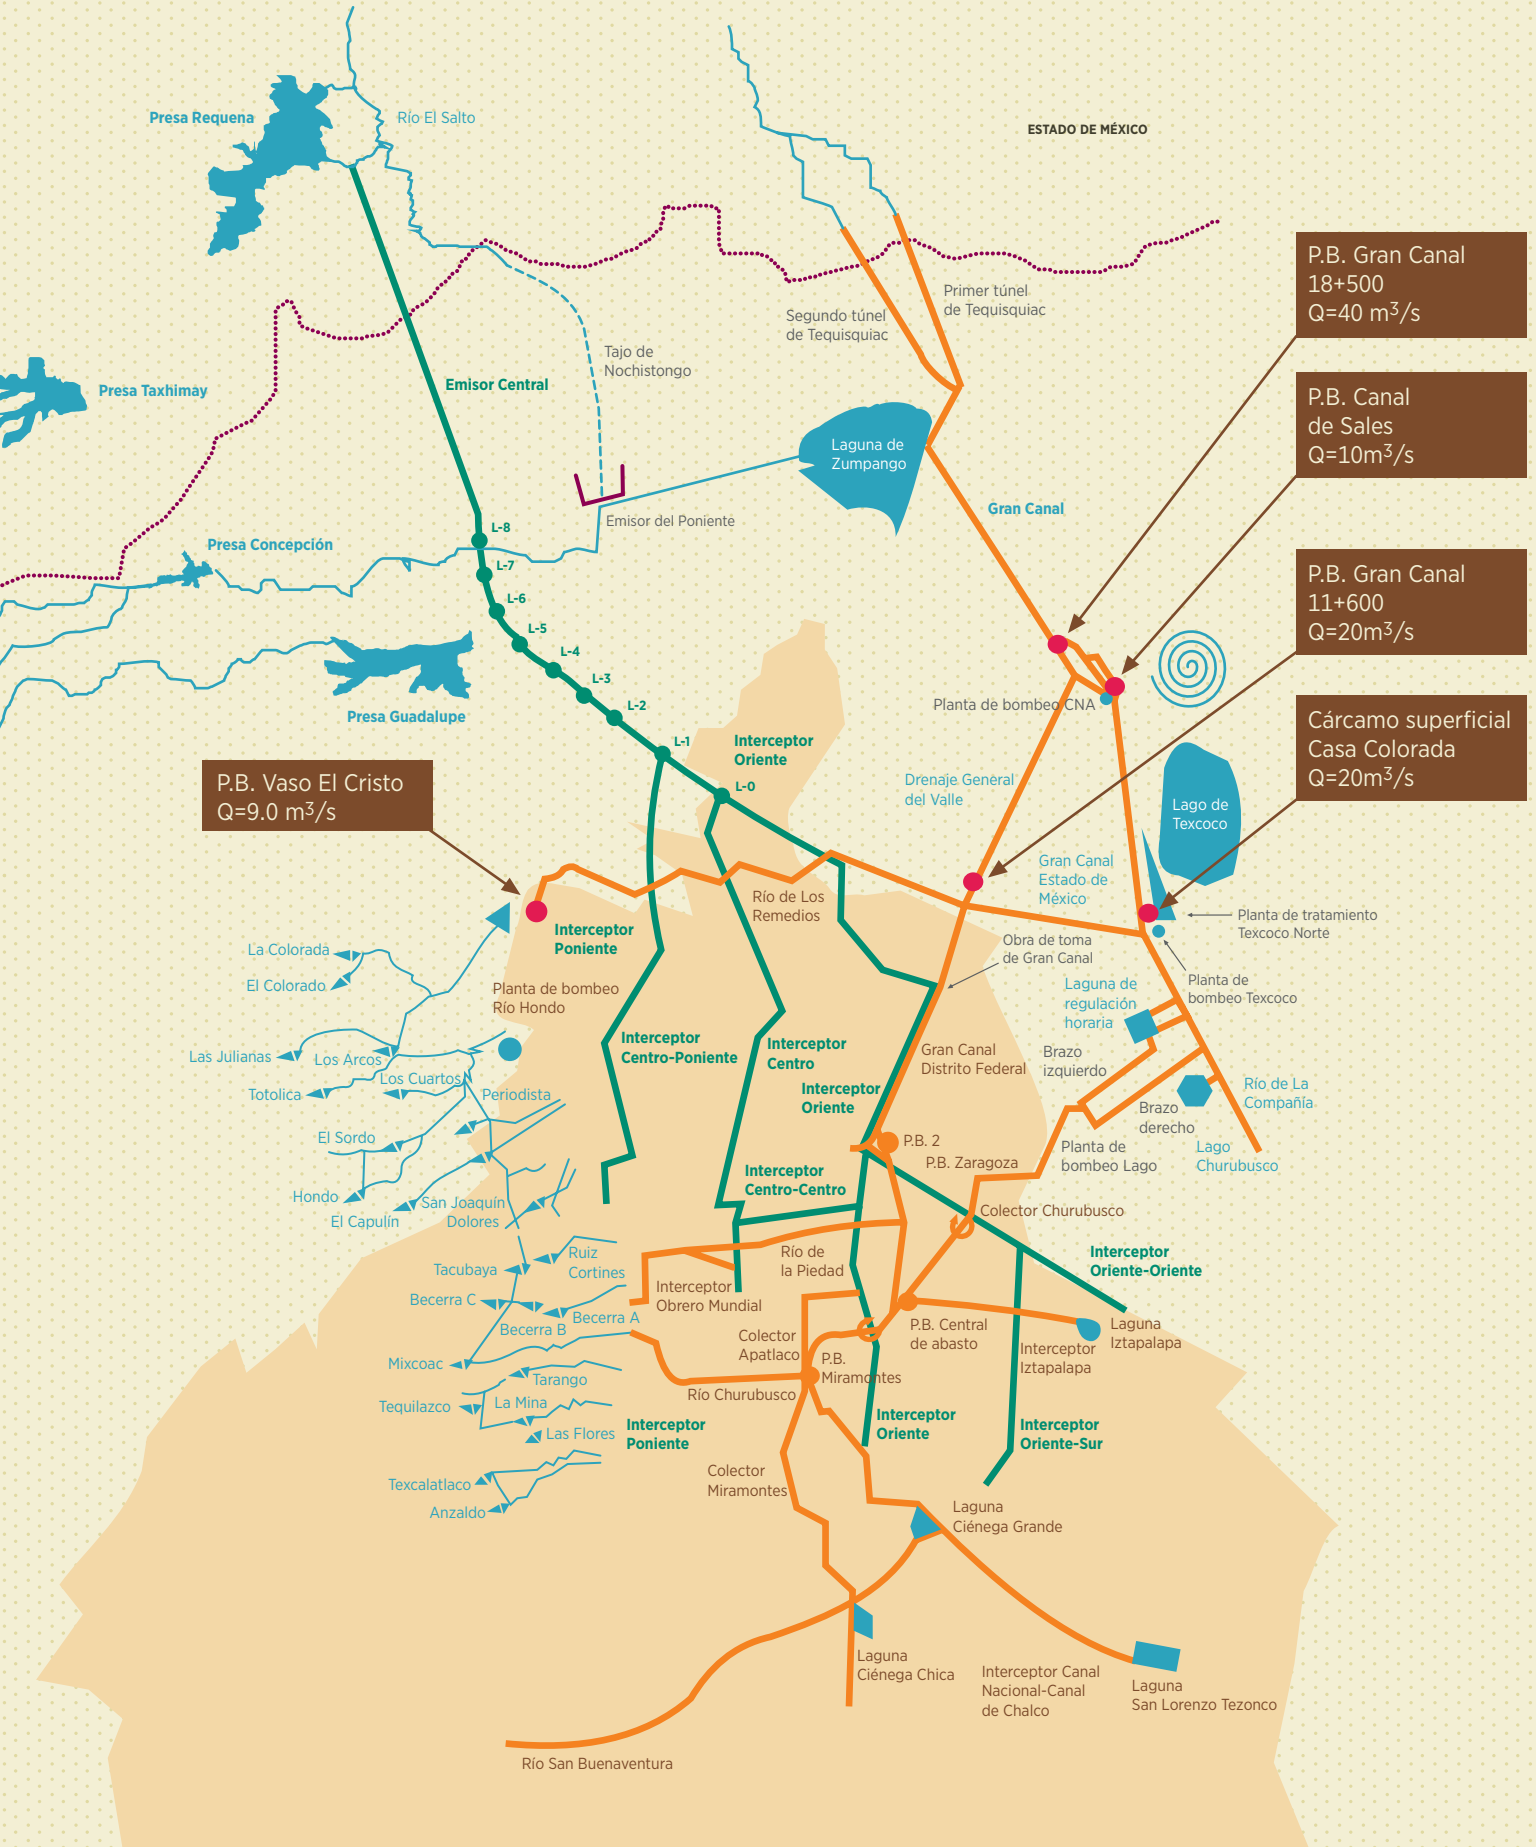 Presa Requena
Río El Salto
ESTADO DE MÉXICO
P.B. Gran Canal
18+500
Q=40 m³/s
Primer túnel
de Tequisquiac
Segundo túnel
de Tequisquiac
Tajo de
Nochistongo
Presa Taxhimay
Emisor Central
P.B. Canal
de Sales
Q=10m³/s
Laguna de
Zumpango
Gran Canal
Emisor del Poniente
L-8
Presa Concepción
L-7
L-6
L-5
L-4
L-3
L-2
L-1
L-0
P.B. Gran Canal
11+600
Q=20m³/s
Presa Guadalupe
Planta de bombeo CNA
Interceptor
Oriente
Cárcamo superficial
Casa Colorada
Q=20m³/s
P.B. Vaso El Cristo
Q=9.0 m³/s
Drenaje General
del Valle
Lago de
Texcoco
Gran Canal
Estado de
México
Río de Los
Remedios
Planta de tratamiento
Texcoco Norte
Interceptor
Poniente
Obra de toma
de Gran Canal
La Colorada
El Colorado
Planta de bombeo
Río Hondo
Laguna de
regulación
horaria
Planta de
bombeo Texcoco
Las Julianas
Los Arcos
Interceptor
Centro-Poniente
Interceptor
Centro
Gran Canal
Distrito Federal
Brazo
izquierdo
Totolica
Los Cuartos
Periodista
Interceptor
Oriente
Río de La
Compañía
Brazo
derecho
El Sordo
P.B. 2
P.B. Zaragoza
Planta de
bombeo Lago
Lago
Churubusco
Interceptor
Centro-Centro
Hondo
El Capulín
San Joaquín
Dolores
Colector Churubusco
Tacubaya
Ruiz
Cortines
Río de
la Piedad
Interceptor
Oriente-Oriente
Becerra C
Becerra B
Becerra A
Interceptor
Obrero Mundial
P.B. Central
de abasto
Laguna
Iztapalapa
Colector
Apatlaco
Interceptor
Iztapalapa
Mixcoac
P.B.
Miramontes
Tarango
Río Churubusco
Tequilazco
La Mina
Las Flores
Interceptor
Poniente
Interceptor
Oriente
Interceptor
Oriente-Sur
Texcalatlaco
Anzaldo
Colector
Miramontes
Laguna
Ciénega Grande
Laguna
Ciénega Chica
Interceptor Canal
Nacional-Canal
de Chalco
Laguna
San Lorenzo Tezonco
Río San Buenaventura